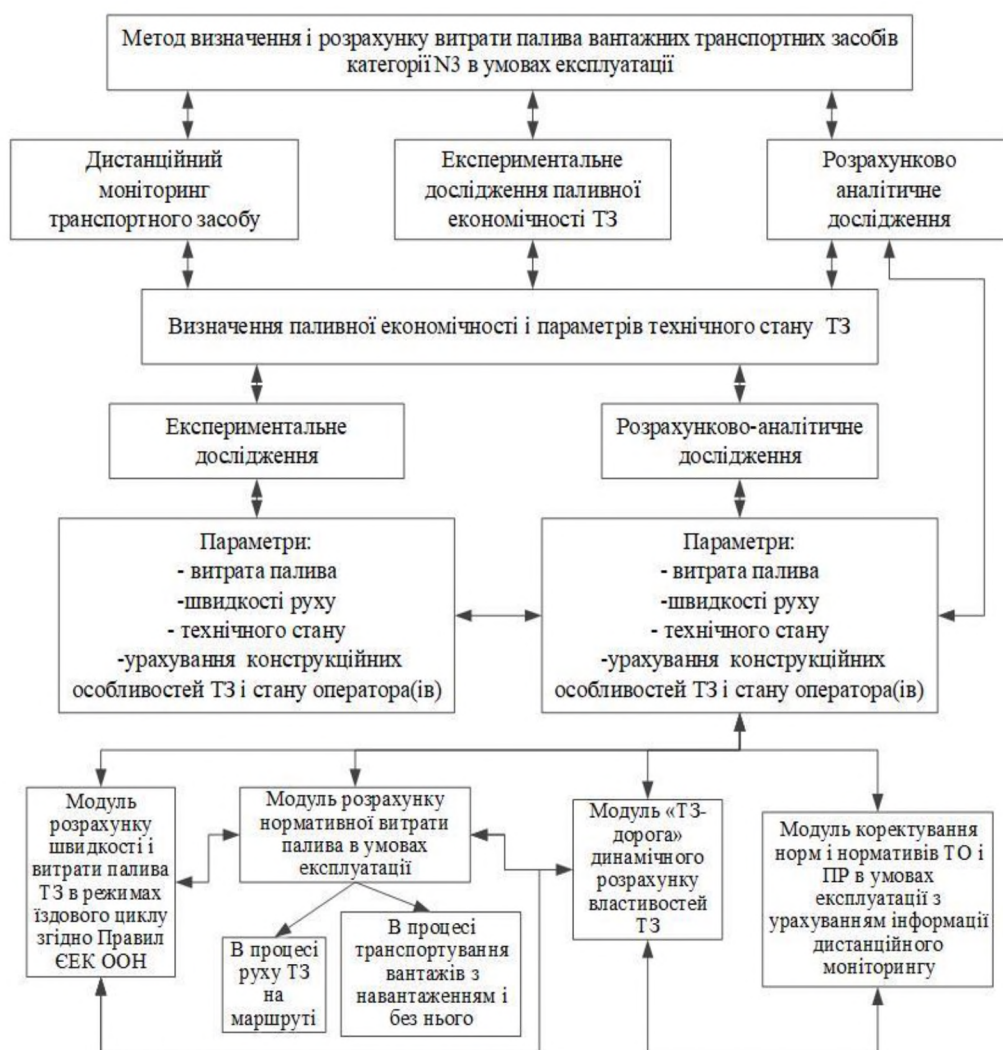 Метод визначення і розрахунку витрати палива вантажних транспортних засобів
категорії N3 в умовах експлуатації
Дистанційний
моніторинг
транспортного засобу
Експериментальне
дослідження паливної
економічності ТЗ
Розрахунково
аналітичне
дослідження
Визначення паливної економічності і параметрів технічного стану ТЗ
Експериментальне
дослідження
Розрахунково-аналітичне
дослідження
Параметри:
- витрата палива
-швидкості руху
- технічного стану
-урахування конструкційних
особливостей ТЗ і стану оператора(ів)
Параметри:
- витрата палива
-швидкості руху
- технічного стану
-урахування конструкційних
особливостей ТЗ і стану оператора(ів)
Модуль
розрахунку
швидкості і
витрати палива
ТЗ в режимах
їздового циклу
згідно Правил
ЄЕК ООН
Модуль розрахунку
нормативної витрати
палива в умовах
експлуатації
В процесі
руху ТЗ
на
маршруті
В процесі
транспортування
вантажів з
навантаженням і
без нього
Модуль «ТЗ-
дорога»
динамічного
розрахунку
властивостей
ТЗ
Модуль коректування
норм і нормативів ТО і
ПР в умовах
експлуатації з
урахуванням інформації
дистанційного
моніторингу